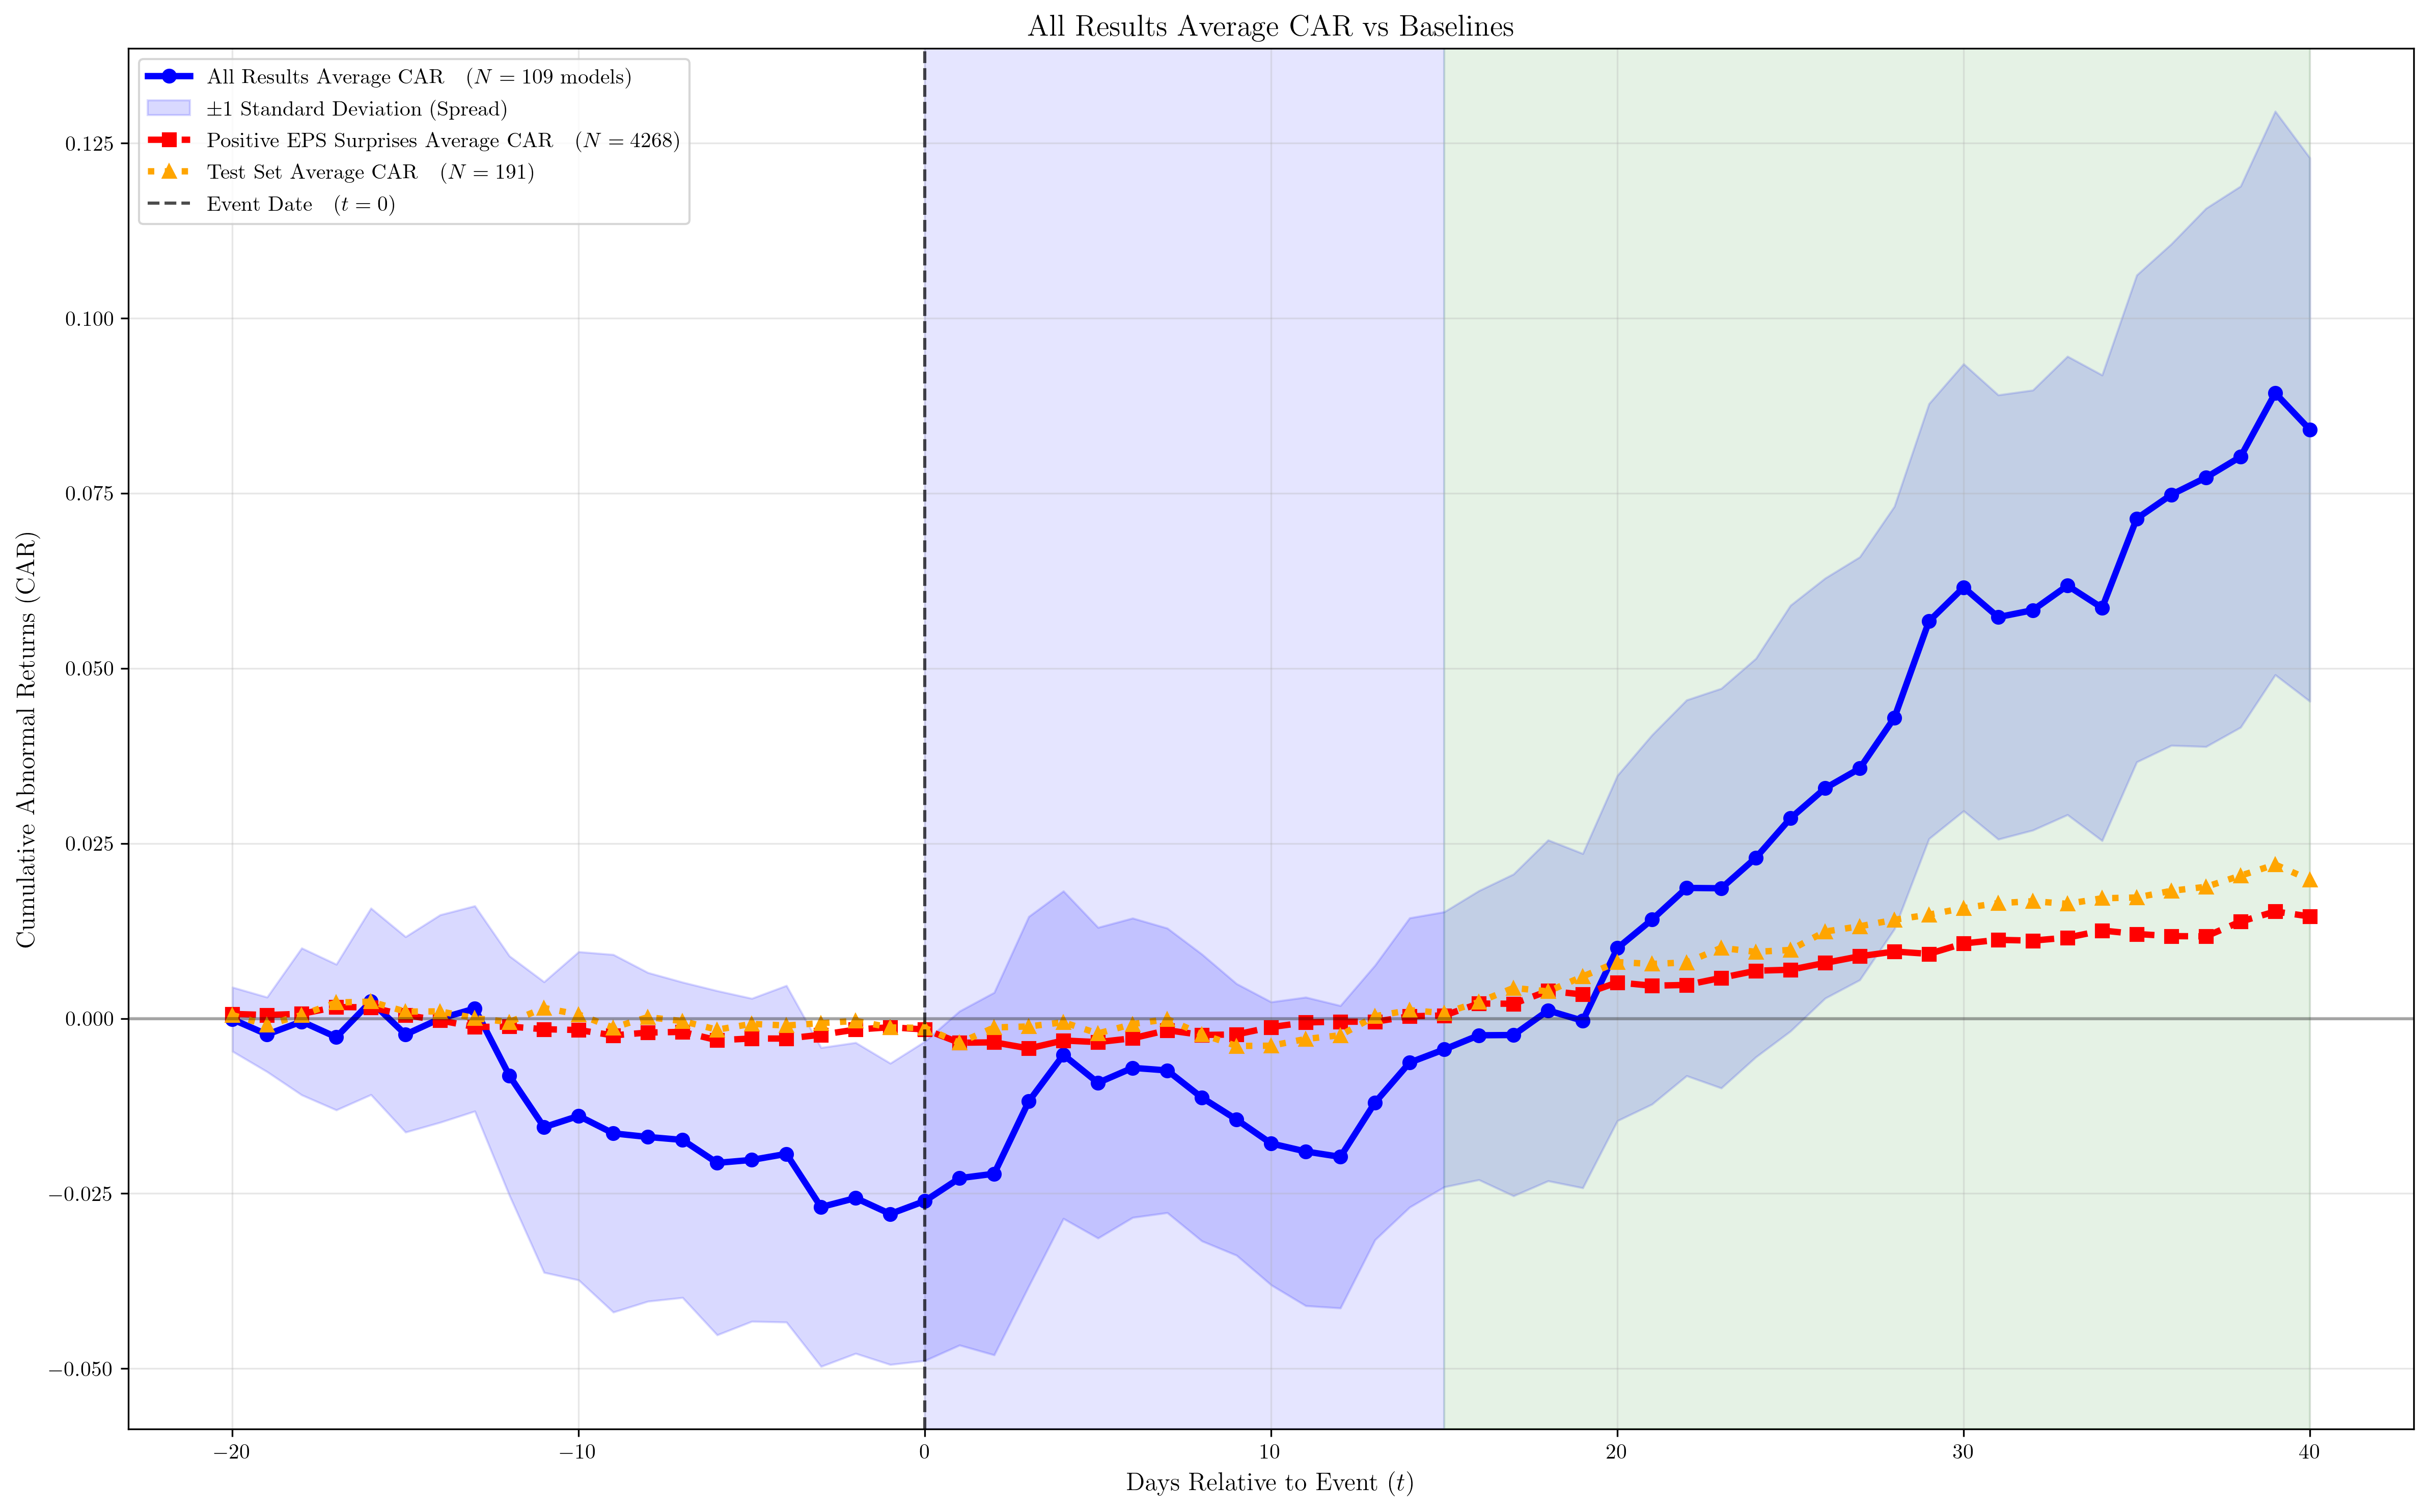 All Results Average CAR vs Baselines
All Results Average CAR (N = 109 models)
±1 Standard Deviation (Spread)
Positive EPS Surprises Average CAR (N = 4268)
Test Set Average CAR (N = 191)
Event Date (t = 0)
Cumulative Abnormal Returns (CAR)
0.125
0.100
0.075
0.050
0.025
0.000
−0.025
−0.050
−20 −10 0 10 20 30 40
Days Relative to Event (t)